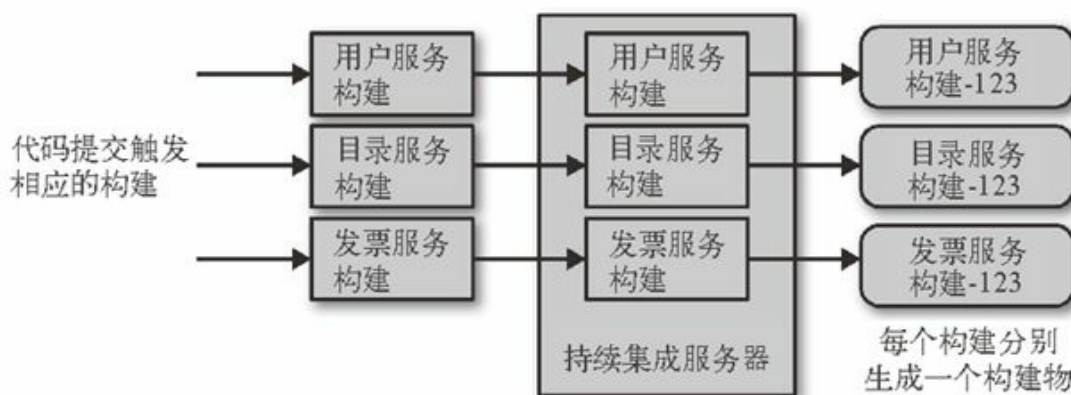 代码提交触发
相应的构建
用户服务
构建
目录服务
构建
发票服务
构建
用户服务
构建
目录服务
构建
发票服务
构建
持续集成服务器
用户服务
构建-123
目录服务
构建-123
发票服务
构建-123
每个构建分别
生成一个构建物